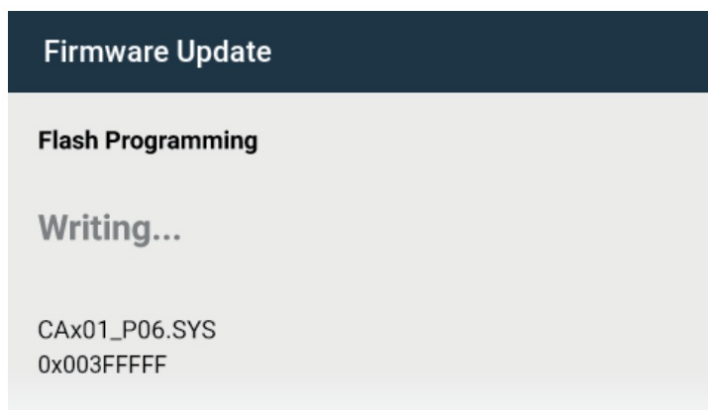 Firmware Update
Flash Programming
Writing...
CAx01_P06.SYS
0x003FFFFF